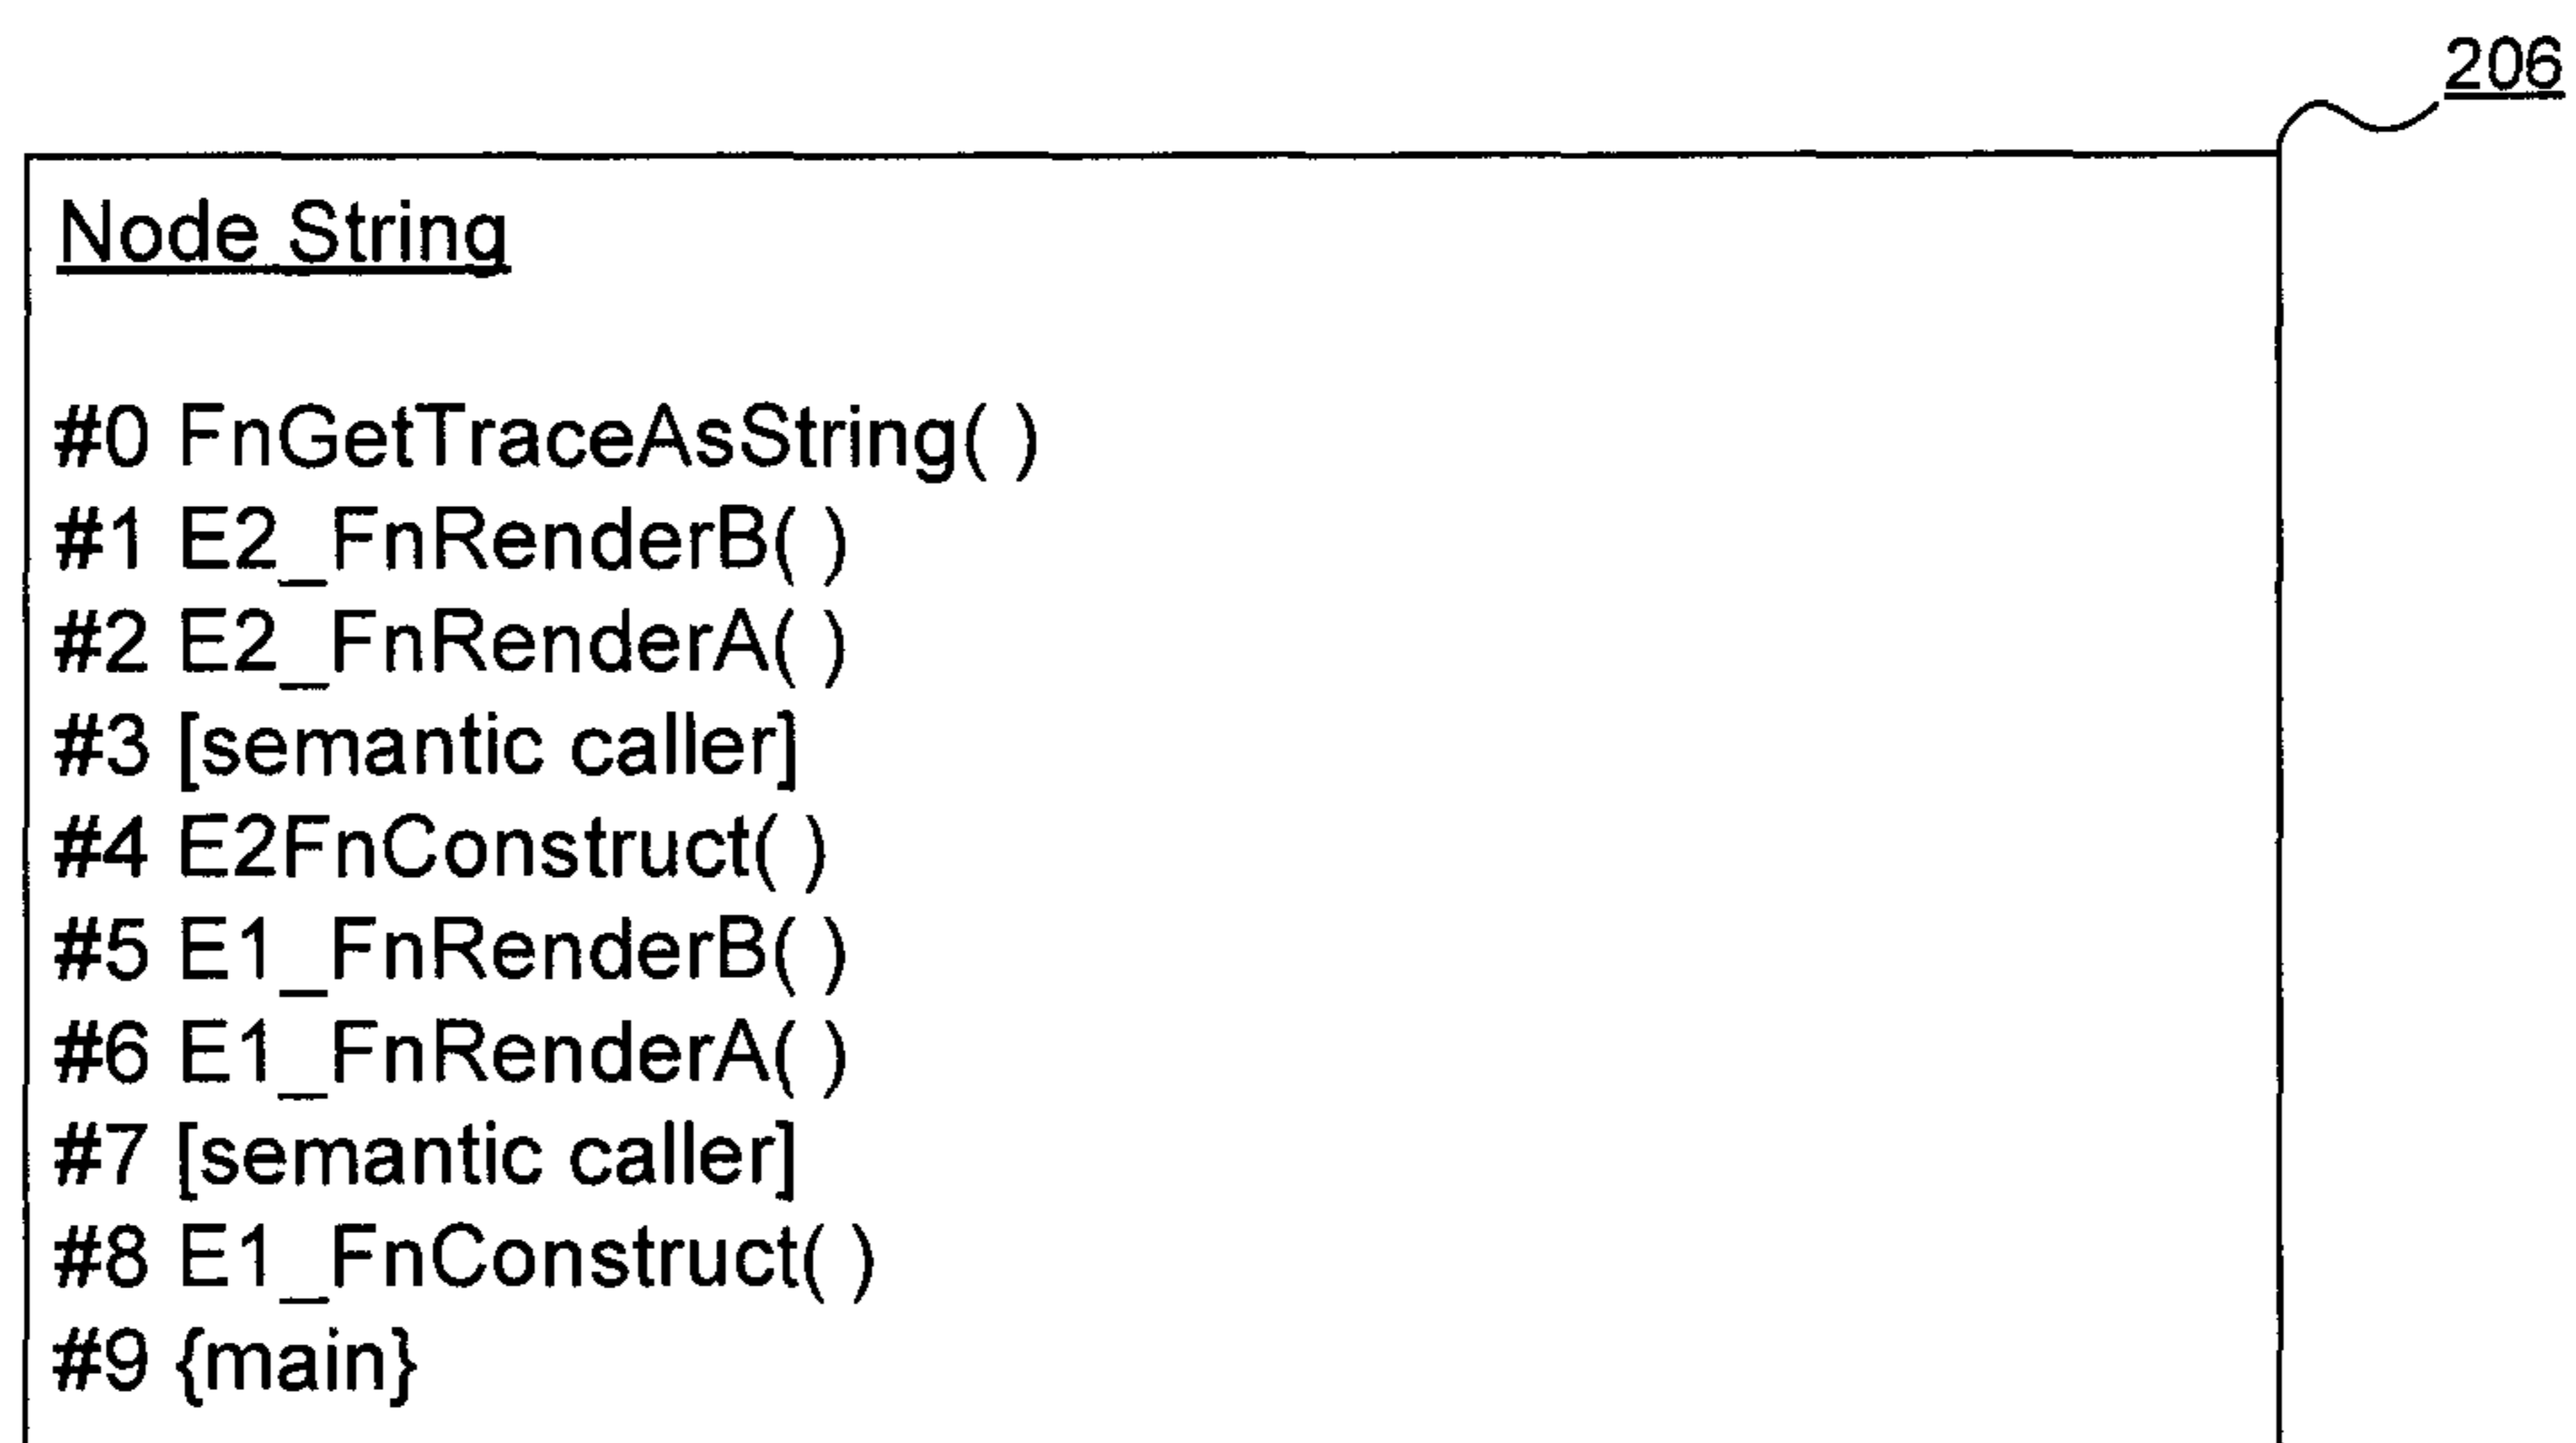 206
Node String
#0 FnGetTraceAsString( )
#1 E2_FnRenderB( )
#2 E2_FnRenderA( )
#3 [semantic caller]
#4 E2FnConstruct( )
#5 E1_FnRenderB( )
#6 E1_FnRenderA( )
#7 [semantic caller]
#8 E1_FnConstruct( )
#9 {main}